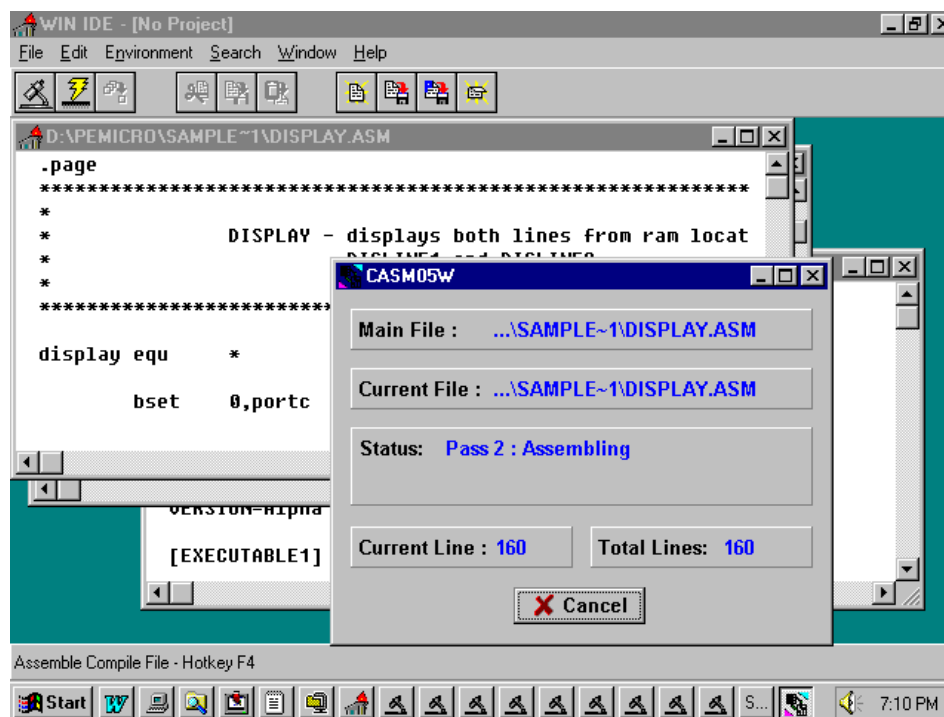 WIN IDE - [No Project]
File Edit Environment Search Window Help
D:\PEMICRO\SAMPLE~1\DISPLAY.ASM
.page
************************************************************
*
* DISPLAY - displays both lines from ram locat
*
*
display equ *
bset 0,portc
CASM05W
Main File : ...\SAMPLE~1\DISPLAY.ASM
Current File : ...\SAMPLE~1\DISPLAY.ASM
Status: Pass 2 : Assembling
Current Line : 160 Total Lines: 160
Cancel
VERSION=Alpha
[EXECUTABLE1]
Assemble Compile File - Hotkey F4
Start S... 7:10 PM